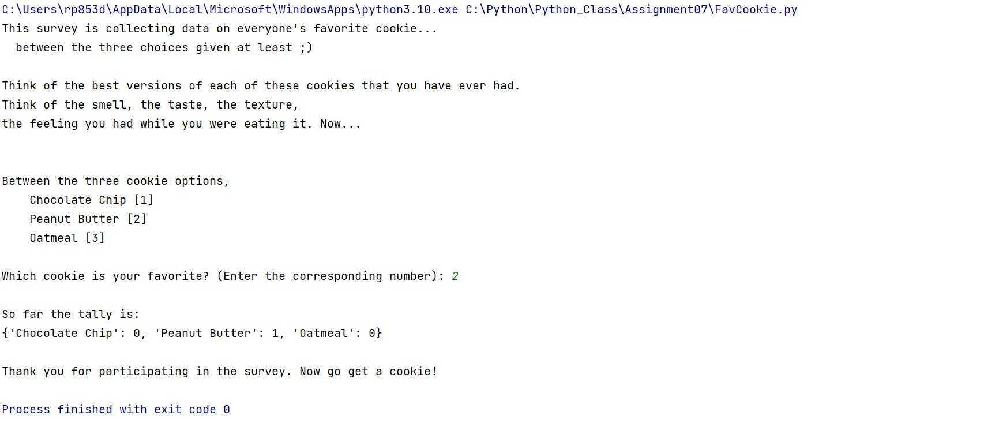 C:\Users\rp853d\AppData\Local\Microsoft\WindowsApps\python3.10.exe C:\Python\Python_Class\Assignment07\FavCookie.py
This survey is collecting data on everyone's favorite cookie...
  between the three choices given at least ;)
Think of the best versions of each of these cookies that you have ever had.
Think of the smell, the taste, the texture,
the feeling you had while you were eating it. Now...
Between the three cookie options,
    Chocolate Chip [1]
    Peanut Butter [2]
    Oatmeal [3]
Which cookie is your favorite? (Enter the corresponding number): 2
So far the tally is:
{'Chocolate Chip': 0, 'Peanut Butter': 1, 'Oatmeal': 0}
Thank you for participating in the survey. Now go get a cookie!
Process finished with exit code 0